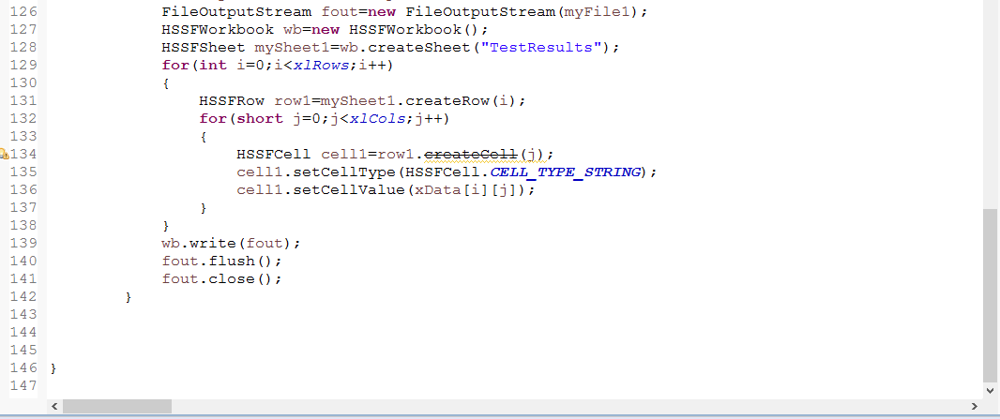 126 FileOutputStream fout=new FileOutputStream(myFile1);
127 HSSFWorkbook wb=new HSSFWorkbook();
128 HSSFSheet mySheet1=wb.createSheet("TestResults");
129 for(int i=0;i<xlRows;i++)
130 {
131 HSSFRow row1=mySheet1.createRow(i);
132 for(short j=0;j<xlCols;j++)
133 {
134 HSSFCell cell1=row1.createCell(j);
135 cell1.setCellType(HSSFCell.CELL_TYPE_STRING);
136 cell1.setCellValue(xData[i][j]);
137 }
138 }
139 wb.write(fout);
140 fout.flush();
141 fout.close();
142 }
143
144
145
146 }
147